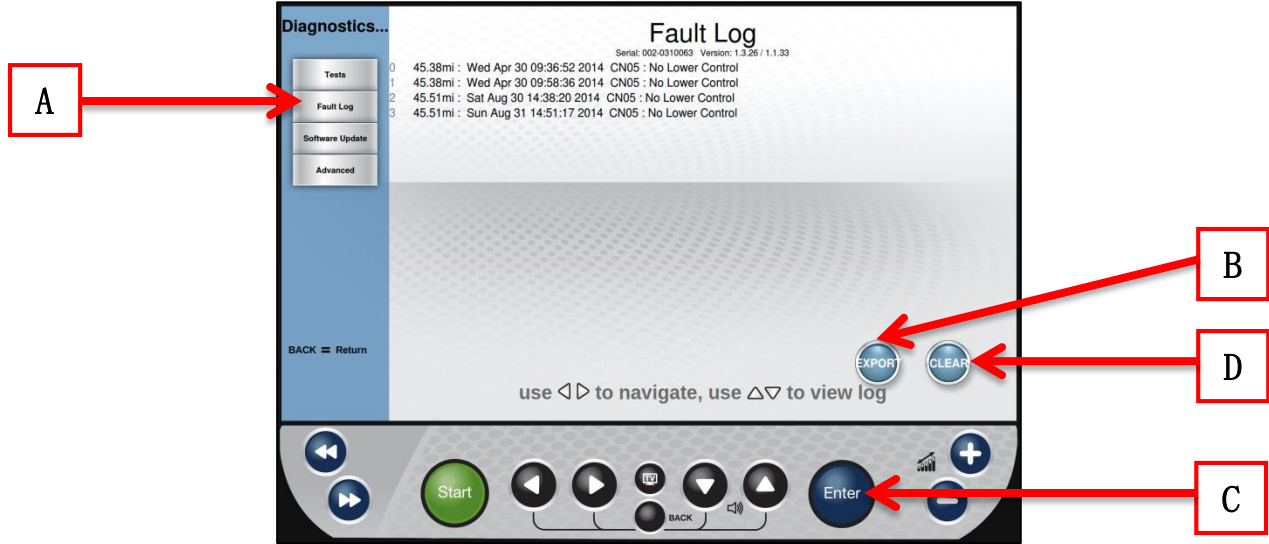 Diagnostics...
Fault Log
Serial: 002-0310063 Version: 1.3.26 / 1.1.33
Tests
Fault Log
Software Update
Advanced
0 45.38mi : Wed Apr 30 09:36:52 2014 CN05 : No Lower Control
1 45.38mi : Wed Apr 30 09:58:36 2014 CN05 : No Lower Control
2 45.51mi : Sat Aug 30 14:38:20 2014 CN05 : No Lower Control
3 45.51mi : Sun Aug 31 14:51:17 2014 CN05 : No Lower Control
A
B
BACK = Return
EXPORT
CLEAR
D
use ◁ ▷ to navigate, use △▽ to view log
Start
TV
BACK
Enter
C